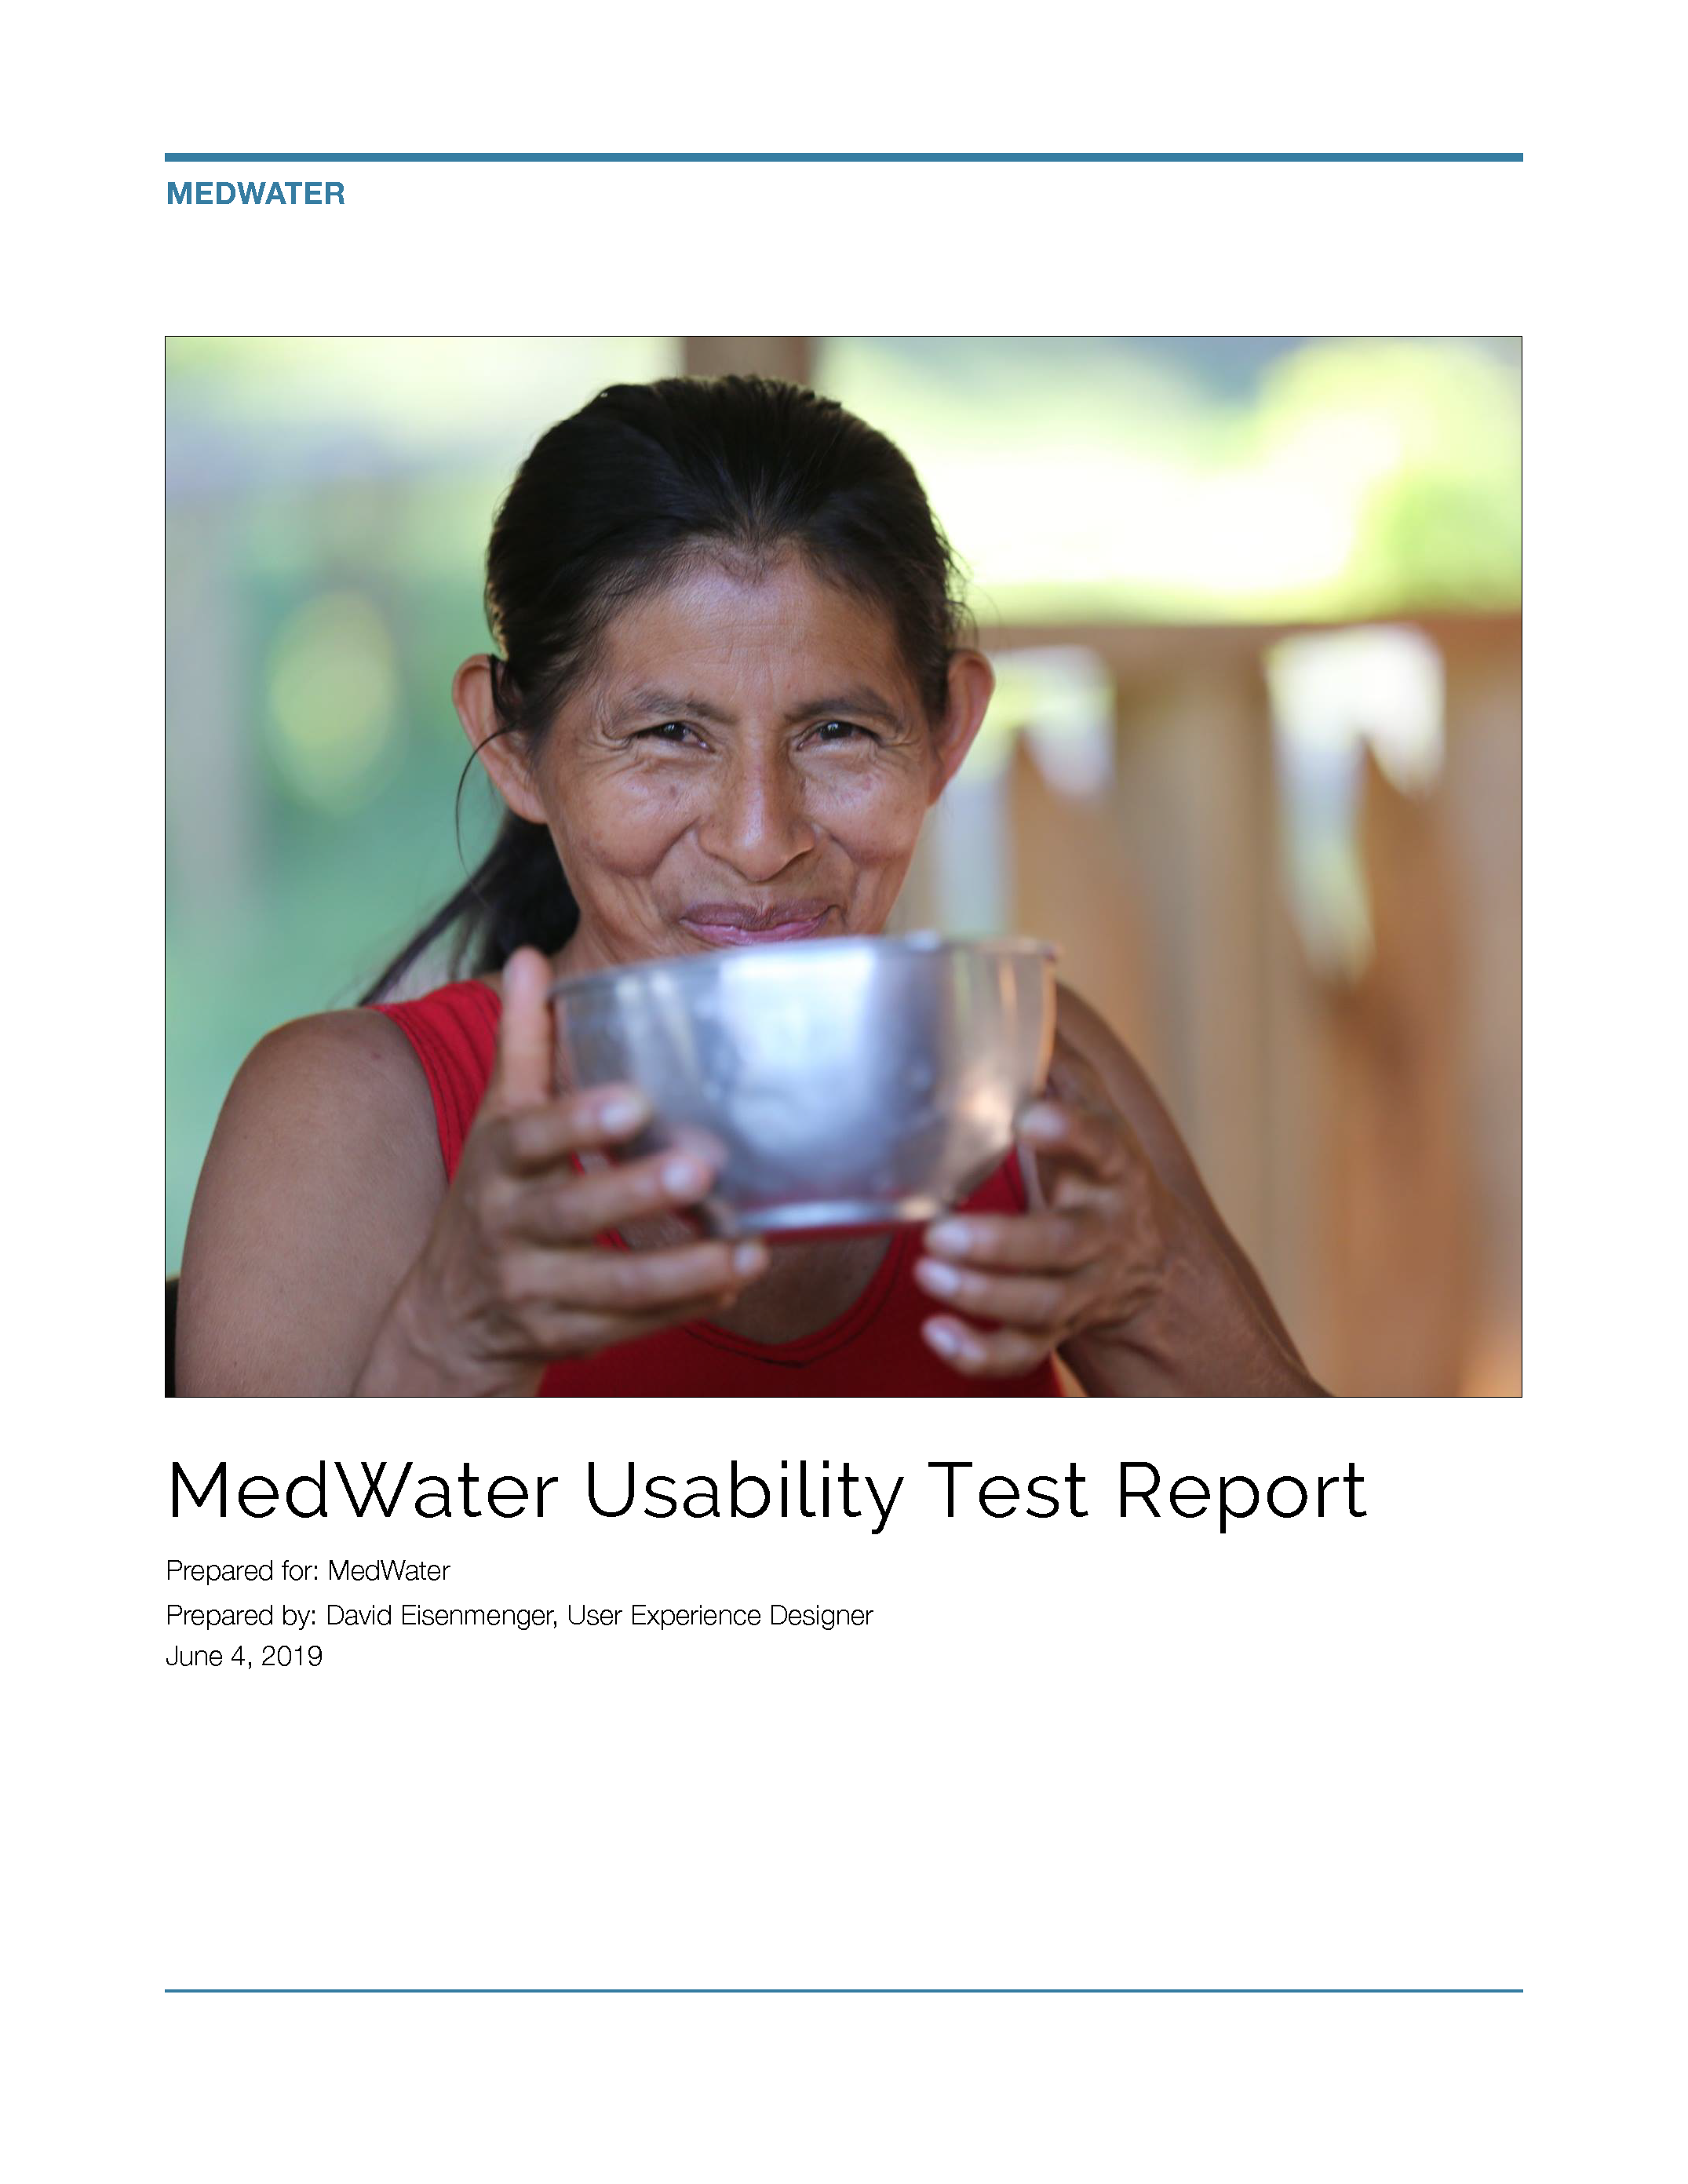 MEDWATER
MedWater Usability Test Report
Prepared for: MedWater
Prepared by: David Eisenmenger, User Experience Designer
June 4, 2019